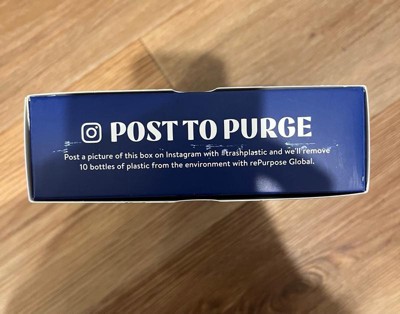 POST TO PURGE
Post a picture of this box on Instagram with #trashplastic and we'll remove
10 bottles of plastic from the environment with rePurpose Global.